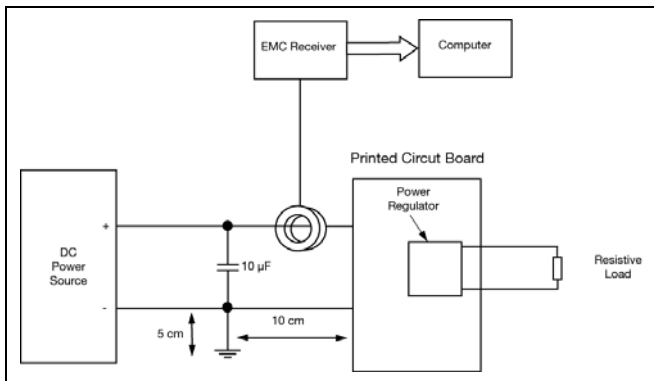 EMC Receiver
Computer
Printed Circut Board
Power
Regulator
+
DC
Power
Source
10 µF
Resistive
Load
-
5 cm
10 cm